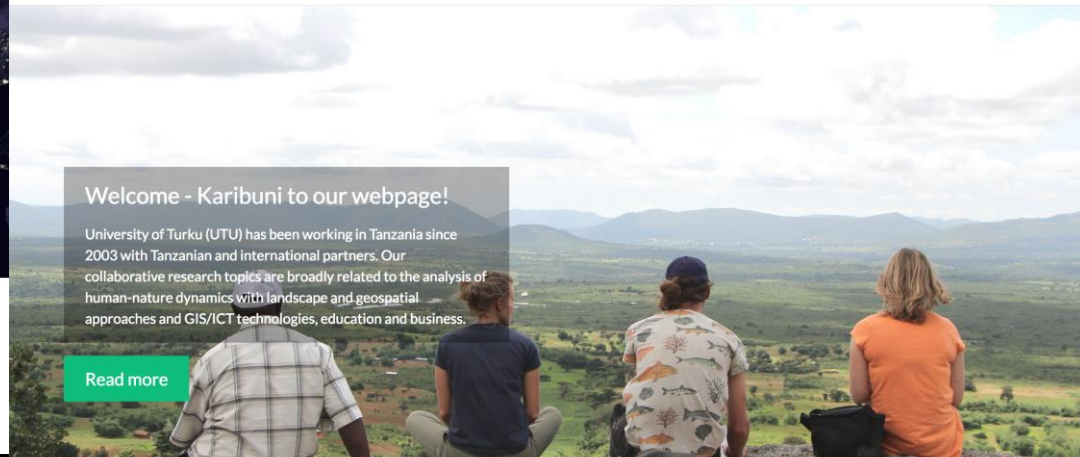 Welcome - Karibuni to our webpage!
University of Turku (UTU) has been working in Tanzania since
2003 with Tanzanian and international partners. Our
collaborative research topics are broadly related to the analysis of
human-nature dynamics with landscape and geospatial
approaches and GIS/ICT technologies, education and business.
Read more